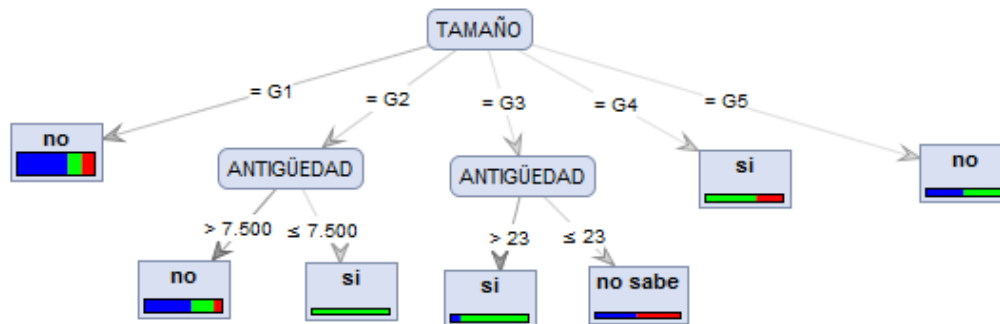 TAMAÑO
= G1
= G2
= G3
= G4
= G5
no
ANTIGÜEDAD
ANTIGÜEDAD
si
no
> 7.500
≤ 7.500
> 23
≤ 23
no
si
si
no sabe